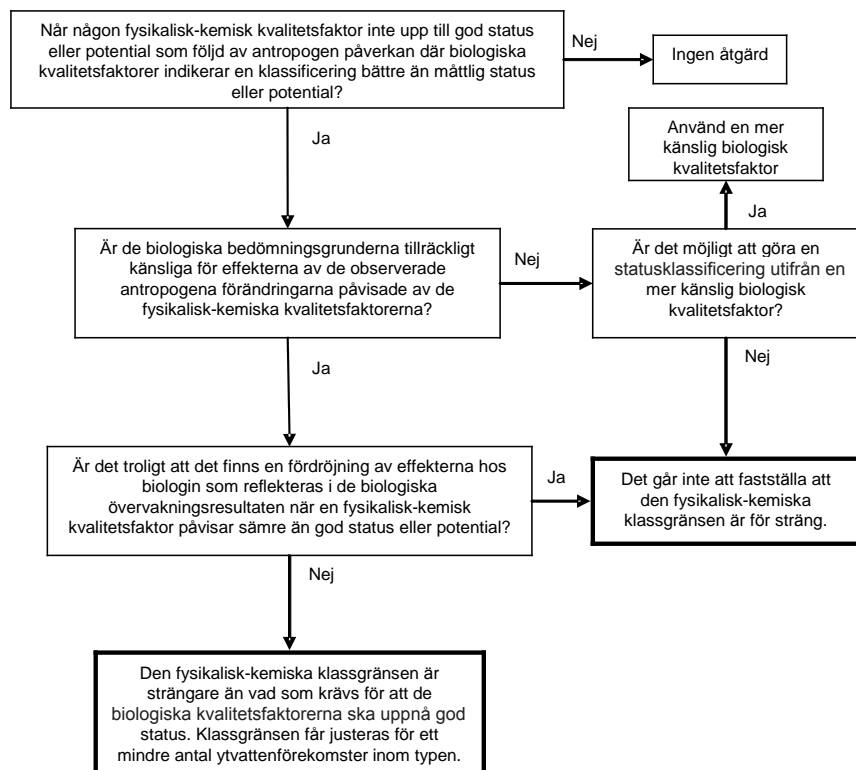 Når någon fysikalisk-kemisk kvalitetsfaktor inte upp till god status
eller potential som följd av antropogen påverkan där biologiska
kvalitetsfaktorer indikerar en klassificering bättre än måttlig status
eller potential?
Nej
Ingen åtgärd
Ja
Använd en mer
känslig biologisk
kvalitetsfaktor
Ja
Är de biologiska bedömningsgrunderna tillräckligt
känsliga för effekterna av de observerade
antropogena förändringarna påvisade av de
fysikalisk-kemiska kvalitetsfaktorerna?
Nej
Är det möjligt att göra en
statusklassificering utifrån en
mer känslig biologisk
kvalitetsfaktor?
Ja
Nej
Är det troligt att det finns en fördröjning av effekterna hos
biologin som reflekteras i de biologiska
övervakningsresultaten när en fysikalisk-kemisk
kvalitetsfaktor påvisar sämre än god status eller potential?
Ja
Det går inte att fastställa att
den fysikalisk-kemiska
klassgränsen är för sträng.
Nej
Den fysikalisk-kemiska klassgränsen är
strängare än vad som krävs för att de
biologiska kvalitetsfaktorerna ska uppnå god
status. Klassgränsen får justeras för ett
mindre antal ytvattenförekomster inom typen.